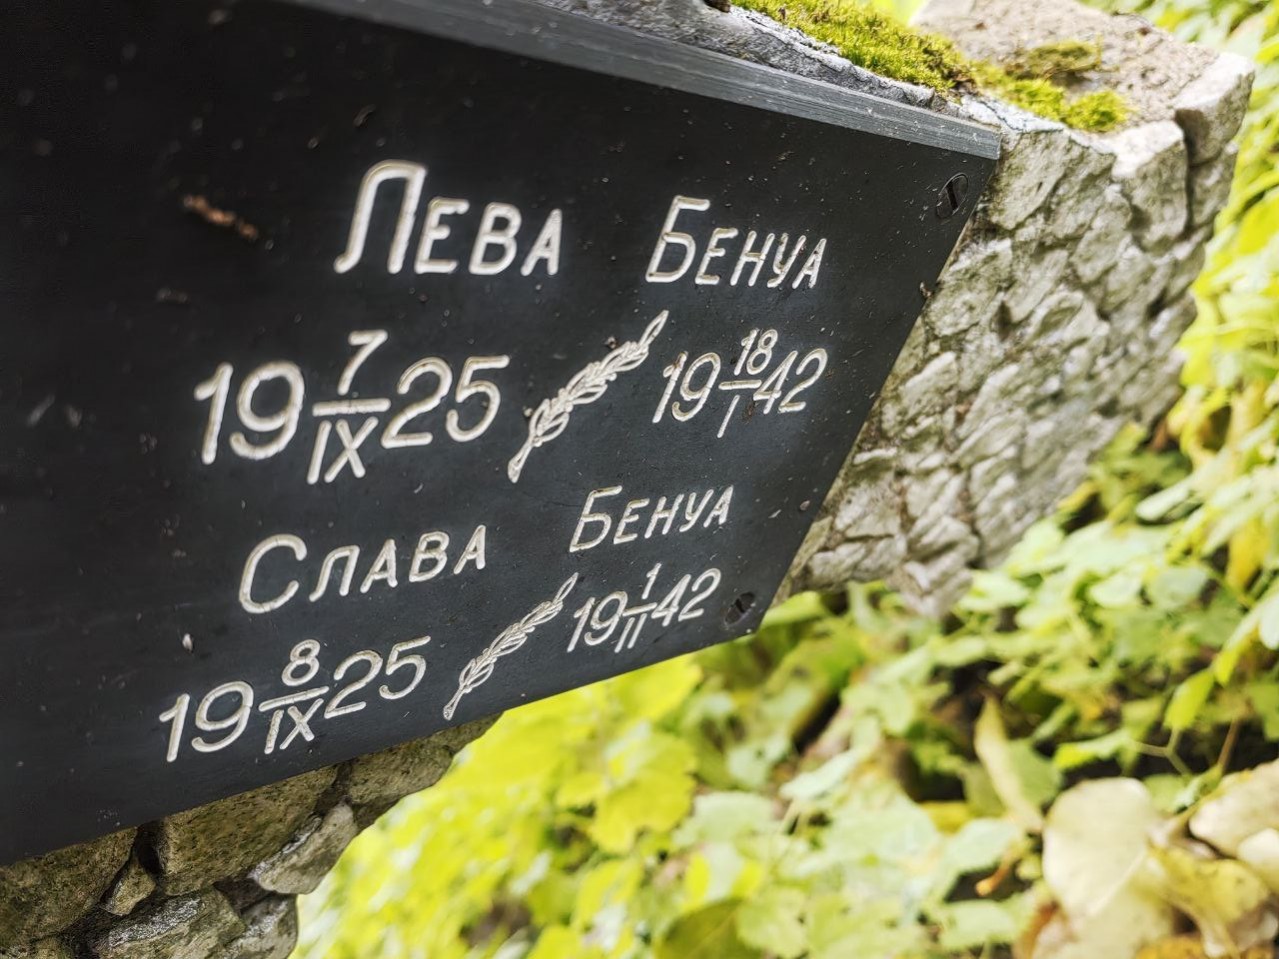 Лева Бенуа
19 7/IX 25 19 18/I 42
Слава Бенуа
19 8/IX 25 19 1/II 42